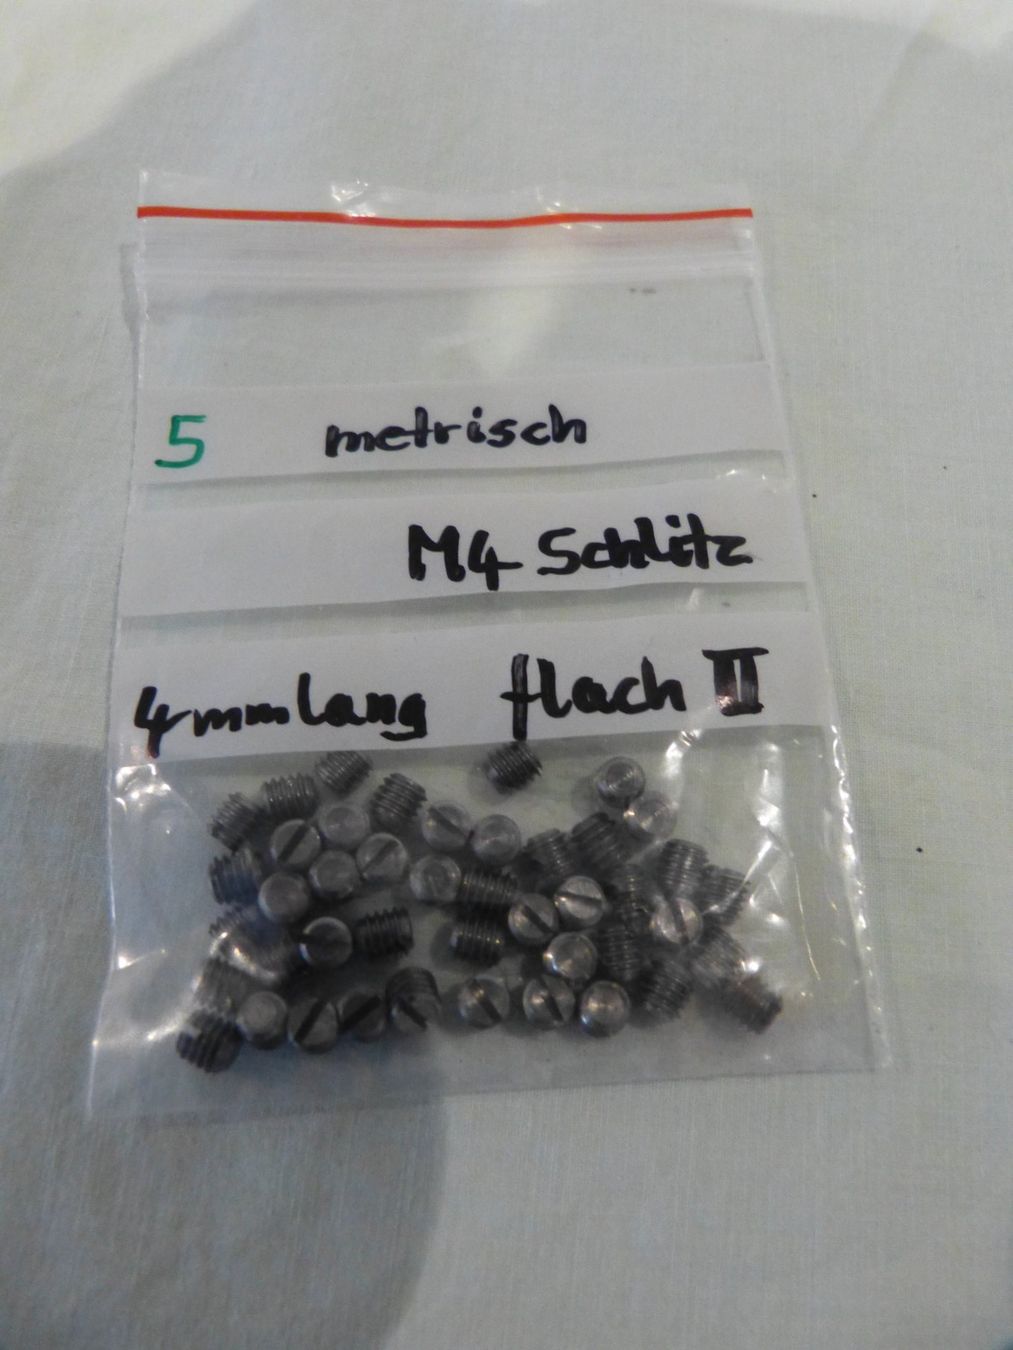 5 metrisch
M4 Schlitz
4mm lang flach II